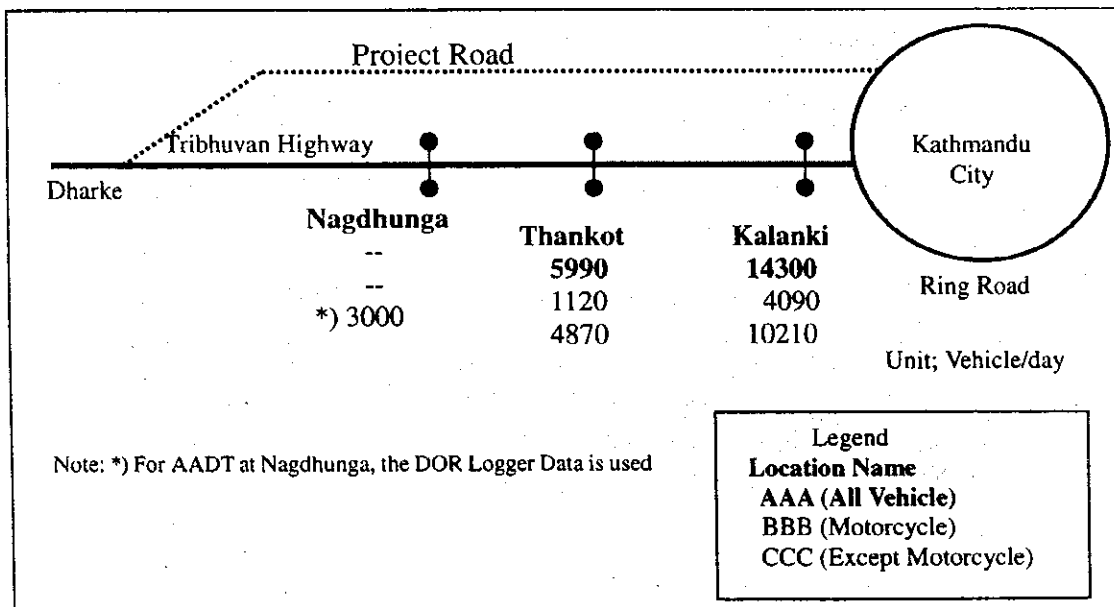 Project Road
Tribhuvan Highway
Kathmandu
City
Dharke
Nagdhunga
--
--
*) 3000
Thankot
5990
1120
4870
Kalanki
14300
4090
10210
Ring Road
Unit; Vehicle/day
Note: *) For AADT at Nagdhunga, the DOR Logger Data is used
Legend
Location Name
AAA (All Vehicle)
BBB (Motorcycle)
CCC (Except Motorcycle)